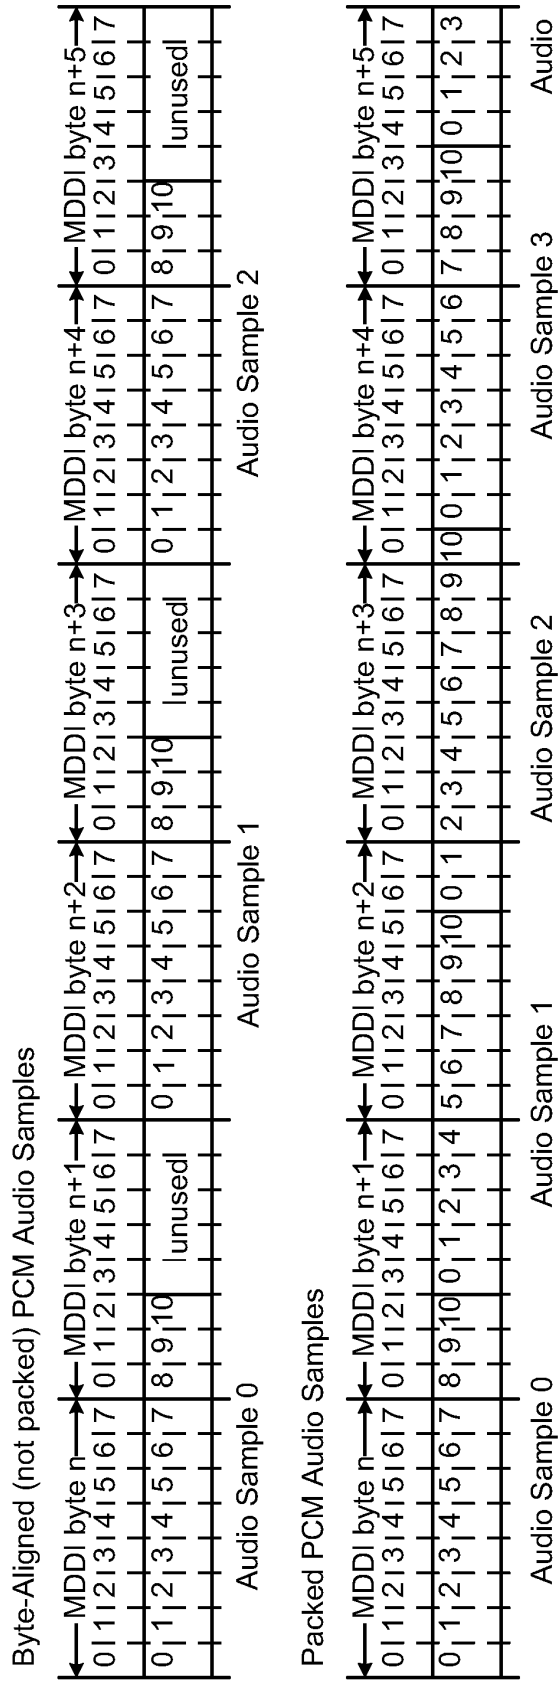 Byte-Aligned (not packed) PCM Audio Samples
MDDI byte n MDDI byte n+1 MDDI byte n+2 MDDI byte n+3 MDDI byte n+4 MDDI byte n+5
0 1 2 3 4 5 6 7 0 1 2 3 4 5 6 7 0 1 2 3 4 5 6 7 0 1 2 3 4 5 6 7 0 1 2 3 4 5 6 7 0 1 2 3 4 5 6 7
0 1 2 3 4 5 6 7 8 9 10 unused 0 1 2 3 4 5 6 7 8 9 10 unused 0 1 2 3 4 5 6 7 8 9 10 unused
Audio Sample 0 Audio Sample 1 Audio Sample 2
Packed PCM Audio Samples
MDDI byte n MDDI byte n+1 MDDI byte n+2 MDDI byte n+3 MDDI byte n+4 MDDI byte n+5
0 1 2 3 4 5 6 7 0 1 2 3 4 5 6 7 0 1 2 3 4 5 6 7 0 1 2 3 4 5 6 7 0 1 2 3 4 5 6 7 0 1 2 3 4 5 6 7
0 1 2 3 4 5 6 7 8 9 10 0 1 2 3 4 5 6 7 8 9 10 0 1 2 3 4 5 6 7 8 9 10 0 1 2 3 4 5 6 7 8 9 10 0 1 2 3
Audio Sample 0 Audio Sample 1 Audio Sample 2 Audio Sample 3 Audio